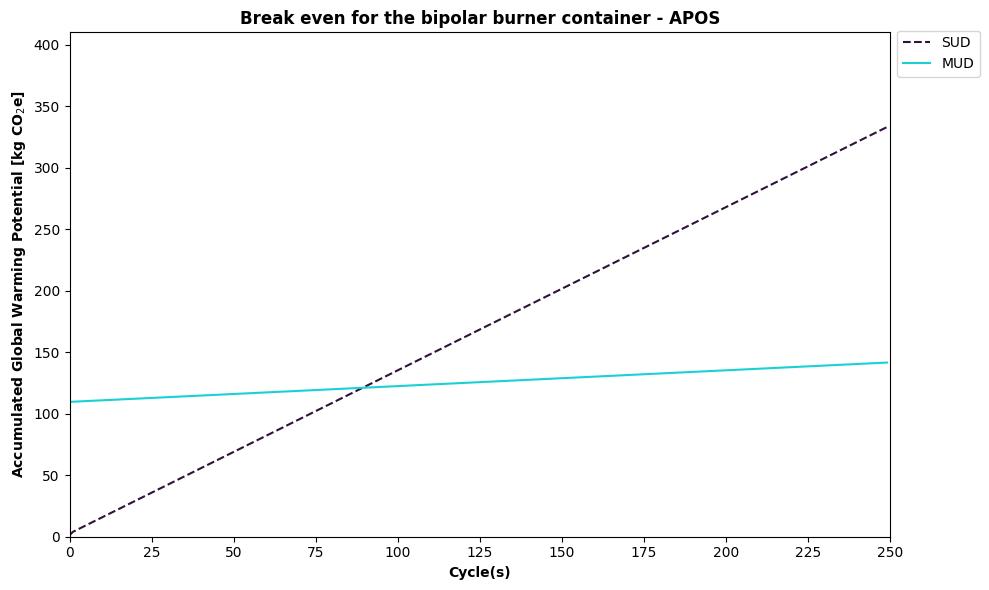 Break even for the bipolar burner container - APOS
SUD
MUD
Accumulated Global Warming Potential [kg CO₂e]
400
350
300
250
200
150
100
50
0
0 25 50 75 100 125 150 175 200 225 250
Cycle(s)